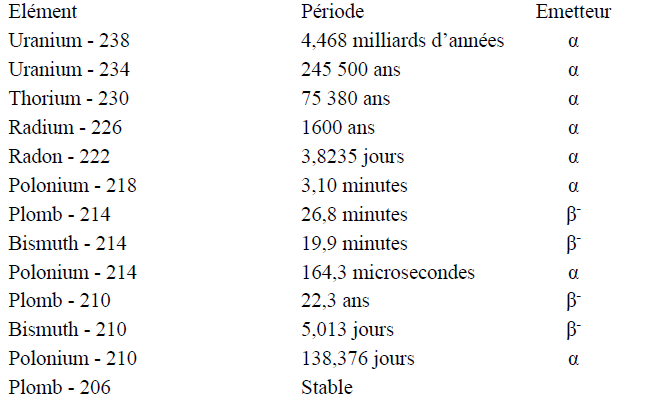 Elément Période Emetteur
Uranium - 238 4,468 milliards d’années α
Uranium - 234 245 500 ans α
Thorium - 230 75 380 ans α
Radium - 226 1600 ans α
Radon - 222 3,8235 jours α
Polonium - 218 3,10 minutes α
Plomb - 214 26,8 minutes β-
Bismuth - 214 19,9 minutes β-
Polonium - 214 164,3 microsecondes α
Plomb - 210 22,3 ans β-
Bismuth - 210 5,013 jours β-
Polonium - 210 138,376 jours α
Plomb - 206 Stable